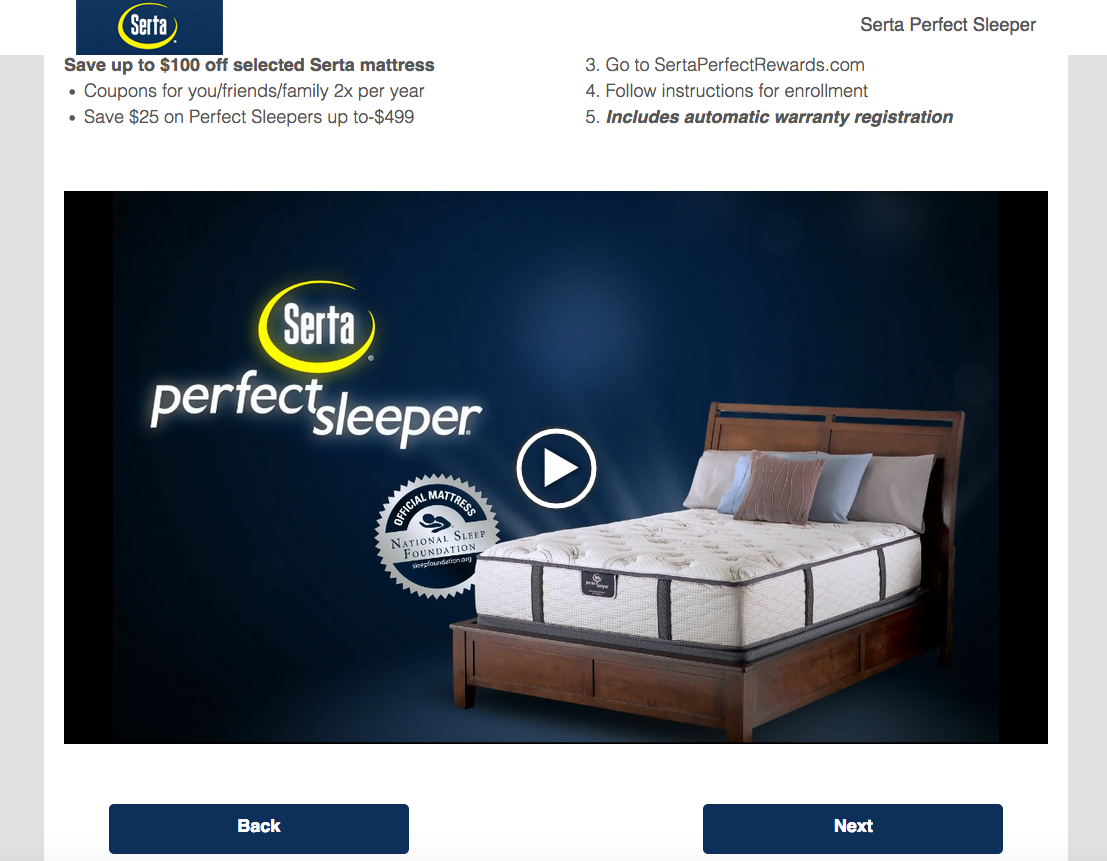 Serta
Serta Perfect Sleeper
Save up to $100 off selected Serta mattress
• Coupons for you/friends/family 2x per year
• Save $25 on Perfect Sleepers up to-$499
3. Go to SertaPerfectRewards.com
4. Follow instructions for enrollment
5. Includes automatic warranty registration
Serta®
perfect sleeper®
OFFICIAL MATTRESS
NATIONAL SLEEP
FOUNDATION
sleepfoundation.org
perfect sleeper
Back
Next